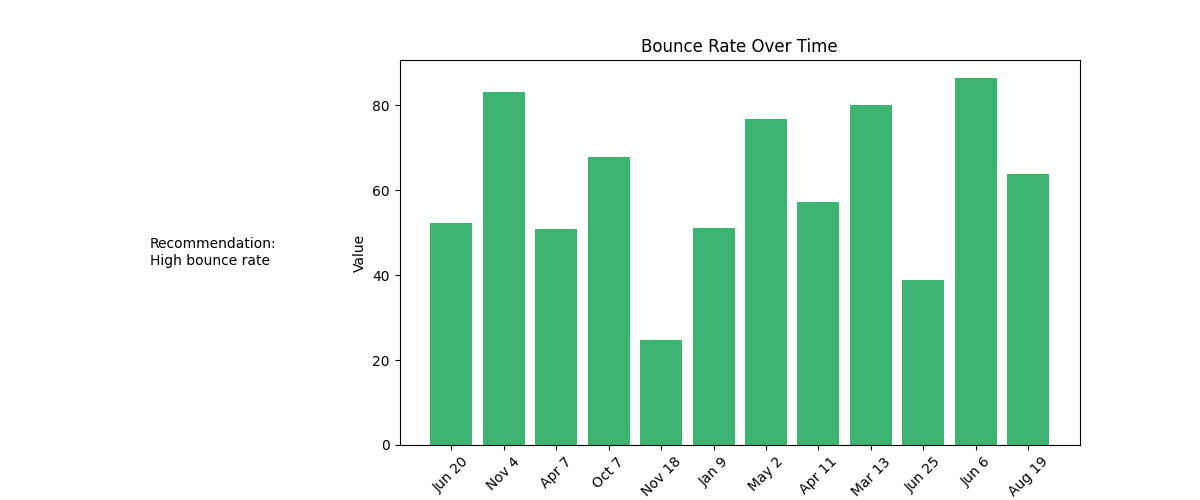 Bounce Rate Over Time
Recommendation:
High bounce rate
Value
80
60
40
20
0
Jun 20
Nov 4
Apr 7
Oct 7
Nov 18
Jan 9
May 2
Apr 11
Mar 13
Jun 25
Jun 6
Aug 19